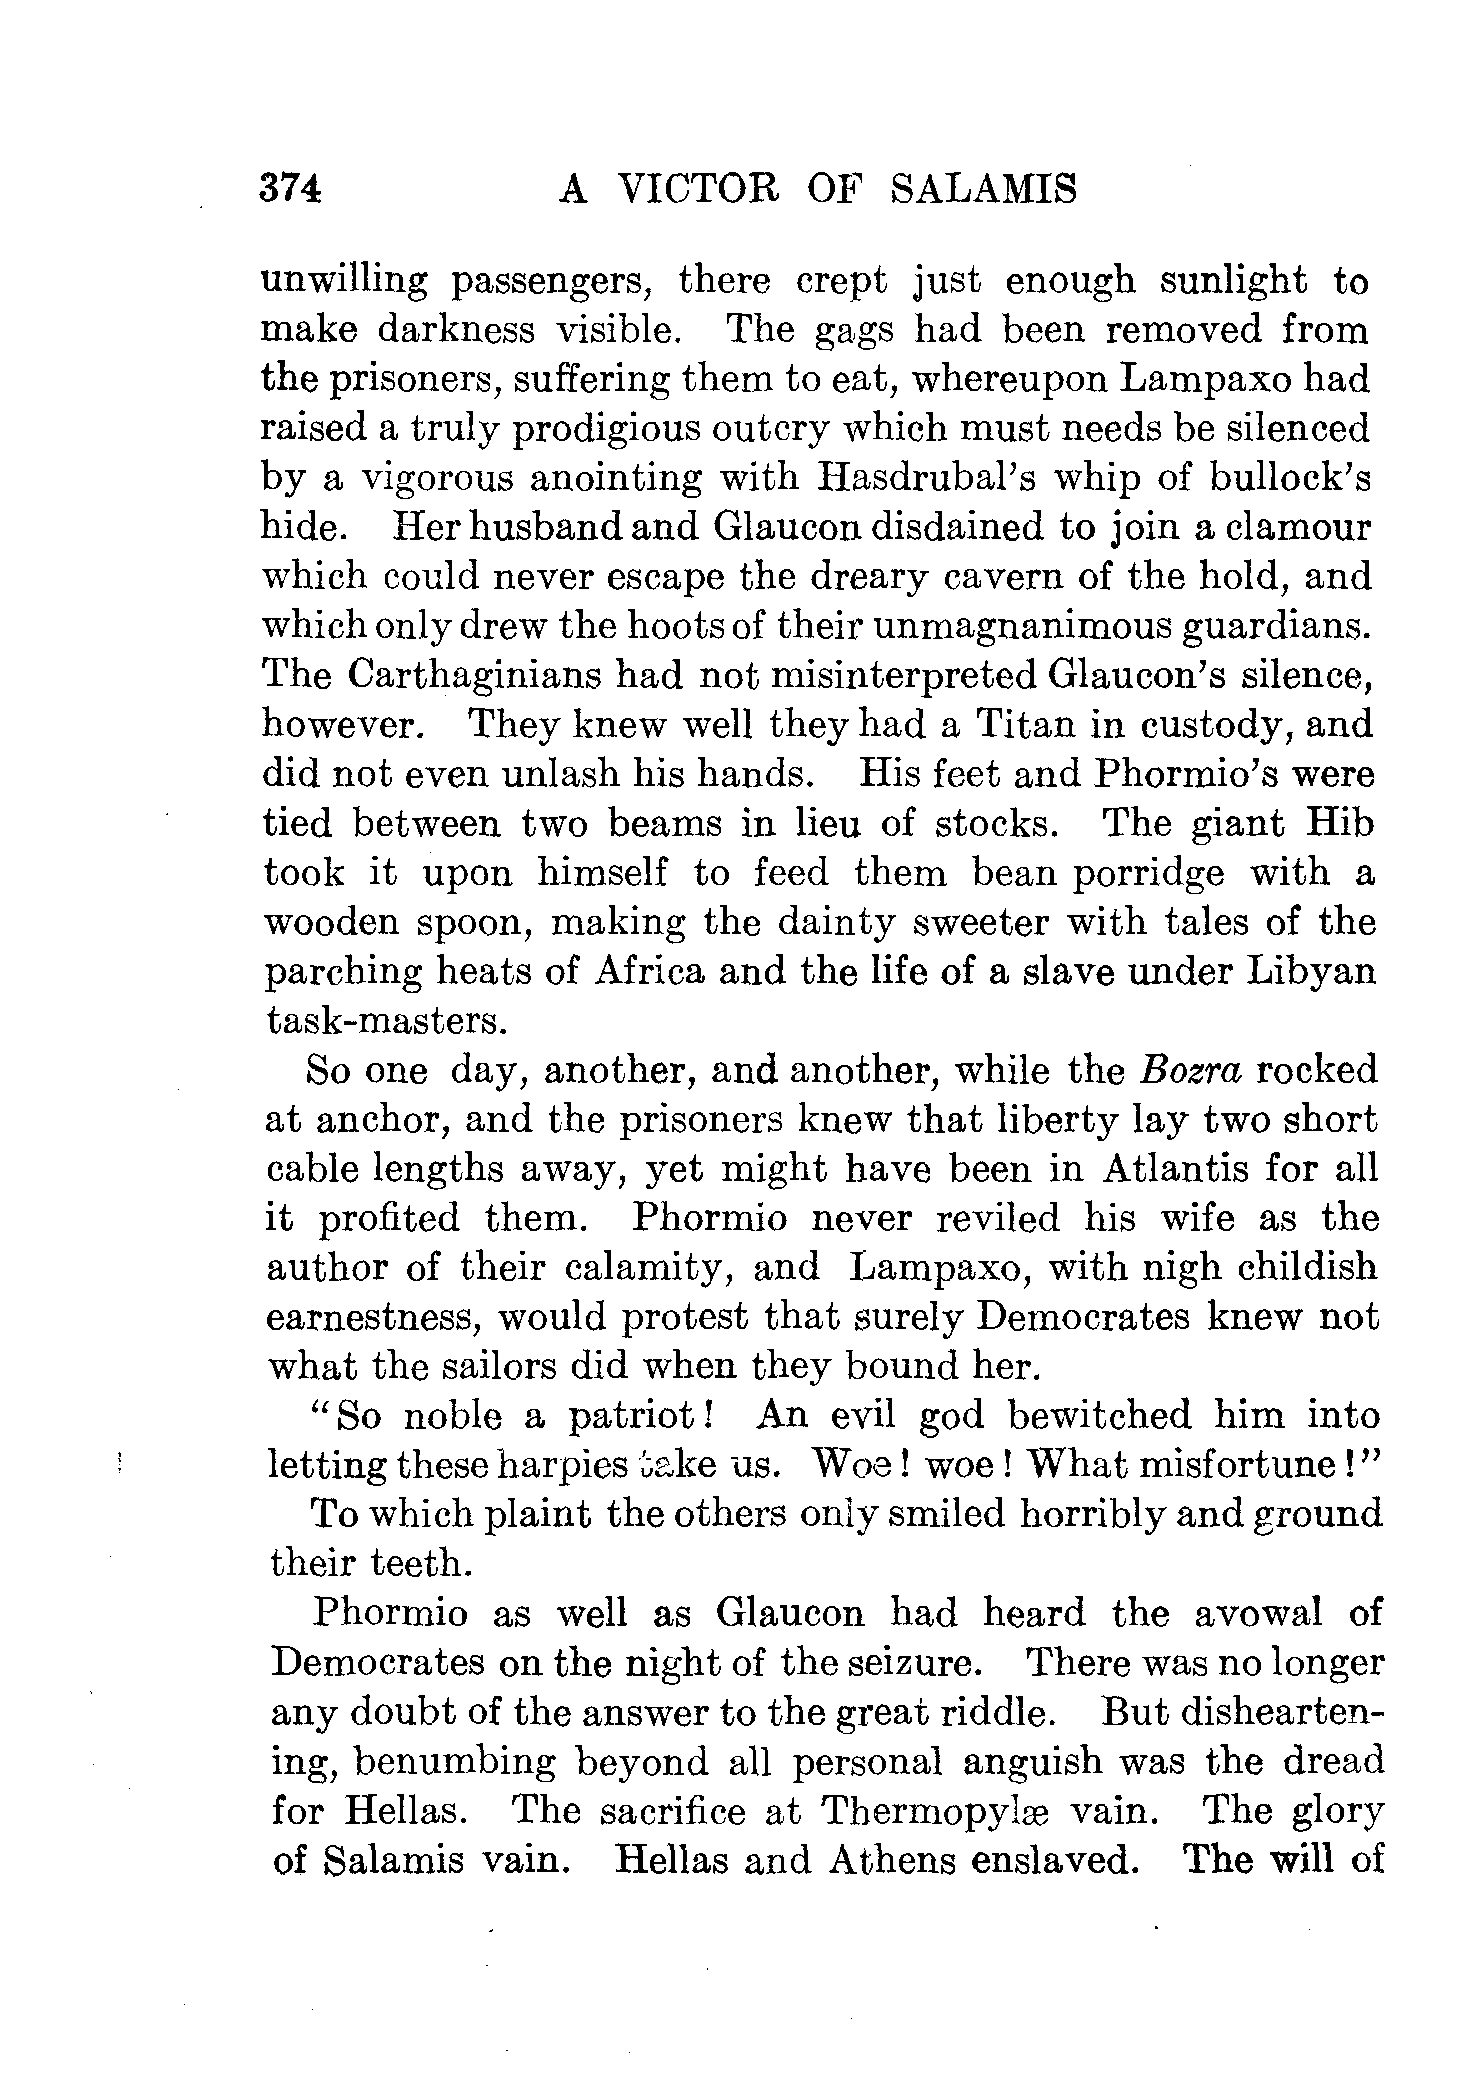 374 A VICTOR OF SALAMIS
unwilling passengers, there crept just enough sunlight to
make darkness visible. The gags had been removed from
the prisoners, suffering them to eat, whereupon Lampaxo had
raised a truly prodigious outcry which must needs be silenced
by a vigorous anointing with Hasdrubal's whip of bullock's
hide. Her husband and Glaucon disdained to join a clamour
which could never escape the dreary cavern of the hold, and
which only drew the hoots of their unmagnanimous guardians.
The Carthaginians had not misinterpreted Glaucon's silence,
however. They knew well they had a Titan in custody, and
did not even unlash his hands. His feet and Phormio's were
tied between two beams in lieu of stocks. The giant Hib
took it upon himself to feed them bean porridge with a
wooden spoon, making the dainty sweeter with tales of the
parching heats of Africa and the life of a slave under Libyan
task-masters.
So one day, another, and another, while the Bozra rocked
at anchor, and the prisoners knew that liberty lay two short
cable lengths away, yet might have been in Atlantis for all
it profited them. Phormio never reviled his wife as the
author of their calamity, and Lampaxo, with nigh childish
earnestness, would protest that surely Democrates knew not
what the sailors did when they bound her.
"So noble a patriot! An evil god bewitched him into
letting these harpies take us. Woe! woe! What misfortune!"
To which plaint the others only smiled horribly and ground
their teeth.
Phormio as well as Glaucon had heard the avowal of
Democrates on the night of the seizure. There was no longer
any doubt of the answer to the great riddle. But dishearten-
ing, benumbing beyond all personal anguish was the dread
for Hellas. The sacrifice at Thermopylæ vain. The glory
of Salamis vain. Hellas and Athens enslaved. The will of